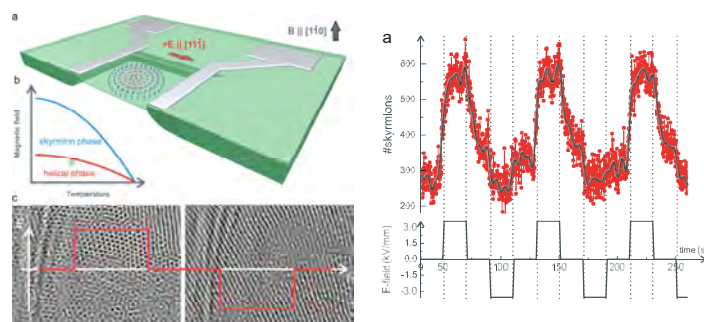 a
B || [11̄0]
+E || [111̄]
b
Magnetic field
skyrmion phase
helical phase
Temperature
c
E
a
#skyrmions
600
500
400
300
200
E-field (kV/mm)
3.0
1.5
0.0
-1.5
-3.0
50
100
150
200
250
time (s